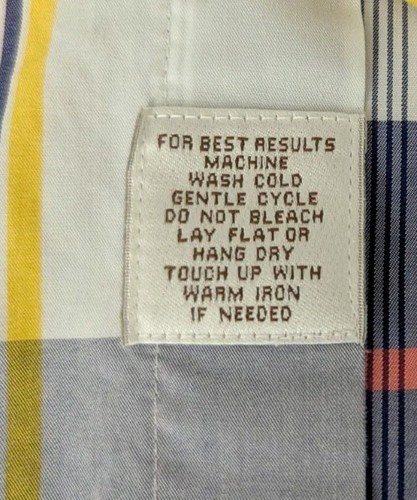 FOR BEST RESULTS
MACHINE
WASH COLD
GENTLE CYCLE
DO NOT BLEACH
LAY FLAT OR
HANG DRY
TOUCH UP WITH
WARM IRON
IF NEEDED